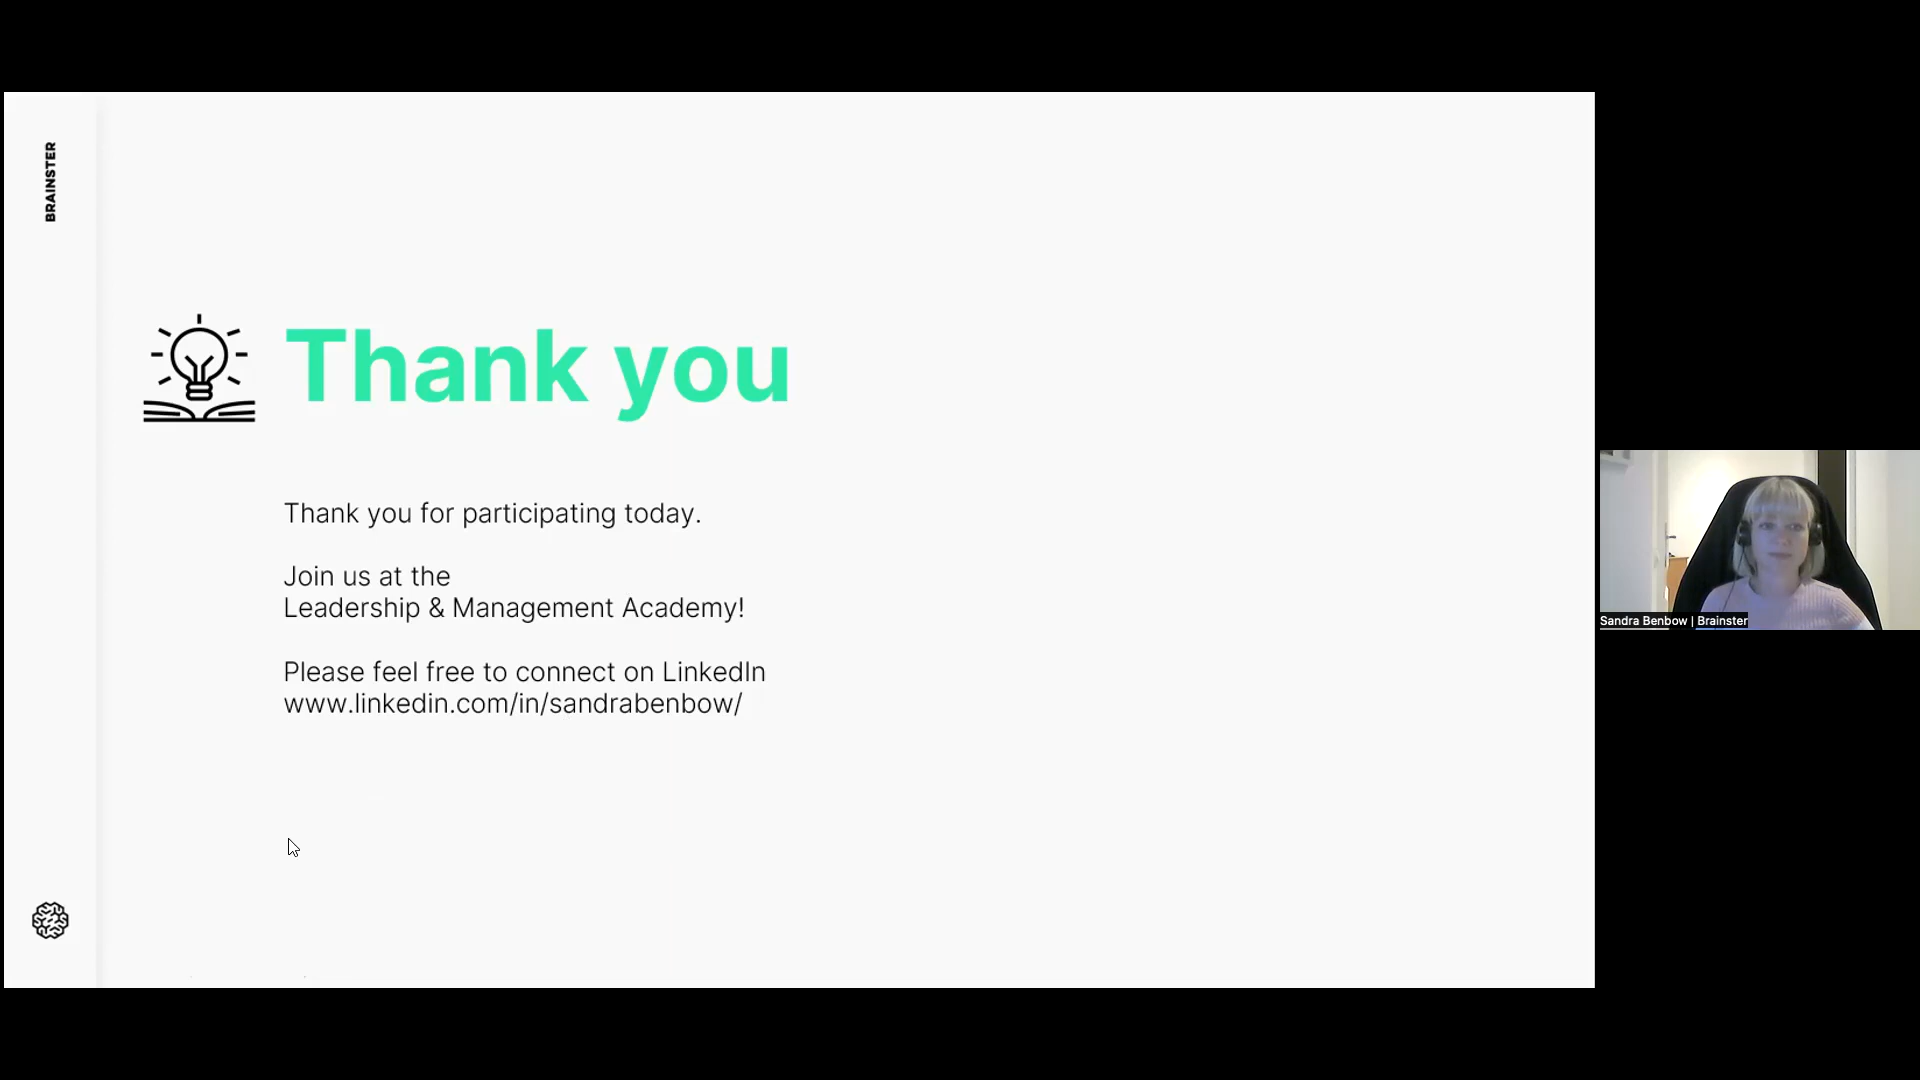 BRAINSTER
Thank you
Thank you for participating today.
Join us at the
Leadership & Management Academy!
Please feel free to connect on LinkedIn
www.linkedin.com/in/sandrabenbow/
Sandra Benbow | Brainster